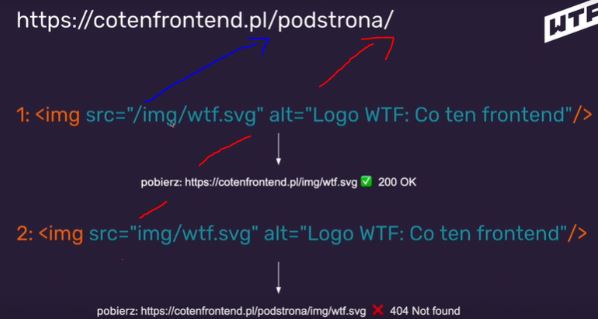 https://cotenfrontend.pl/podstrona/
WTF
1: <img src="/img/wtf.svg" alt="Logo WTF: Co ten frontend"/>
pobierz: https://cotenfrontend.pl/img/wtf.svg ✅ 200 OK
2: <img src="img/wtf.svg" alt="Logo WTF: Co ten frontend"/>
pobierz: https://cotenfrontend.pl/podstrona/img/wtf.svg ❌ 404 Not found